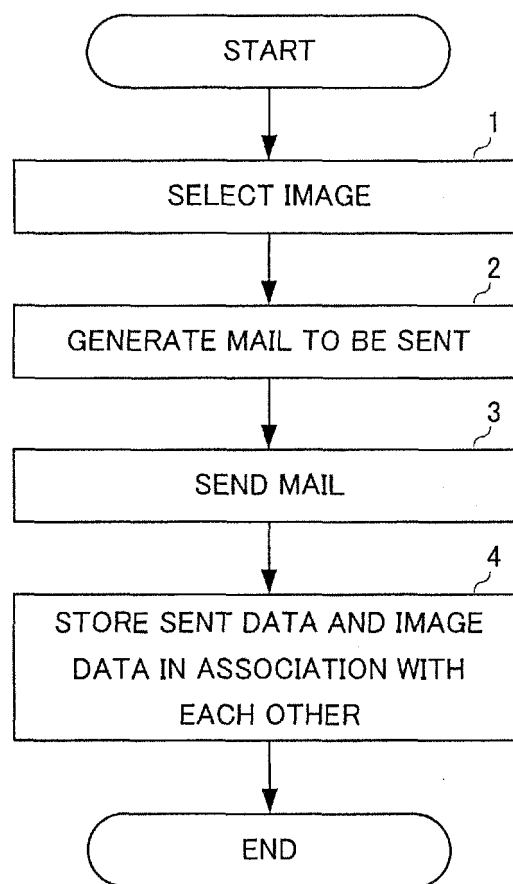 START
1
SELECT IMAGE
2
GENERATE MAIL TO BE SENT
3
SEND MAIL
4
STORE SENT DATA AND IMAGE
DATA IN ASSOCIATION WITH
EACH OTHER
END